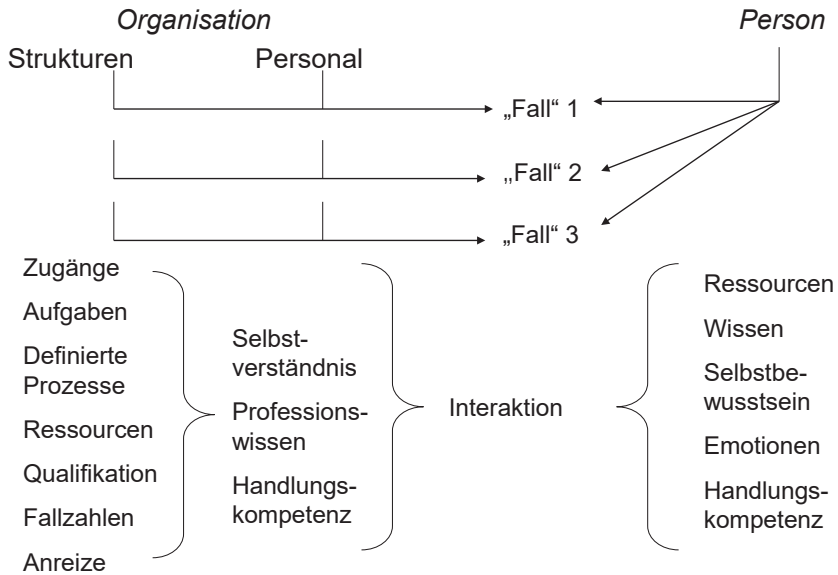 Organisation
Person
Strukturen
Personal
„Fall“ 1
„Fall“ 2
„Fall“ 3
Zugänge
Aufgaben
Definierte
Prozesse
Ressourcen
Qualifikation
Fallzahlen
Anreize
Selbst-
verständnis
Professions-
wissen
Handlungs-
kompetenz
Interaktion
Ressourcen
Wissen
Selbstbe-
wusstsein
Emotionen
Handlungs-
kompetenz